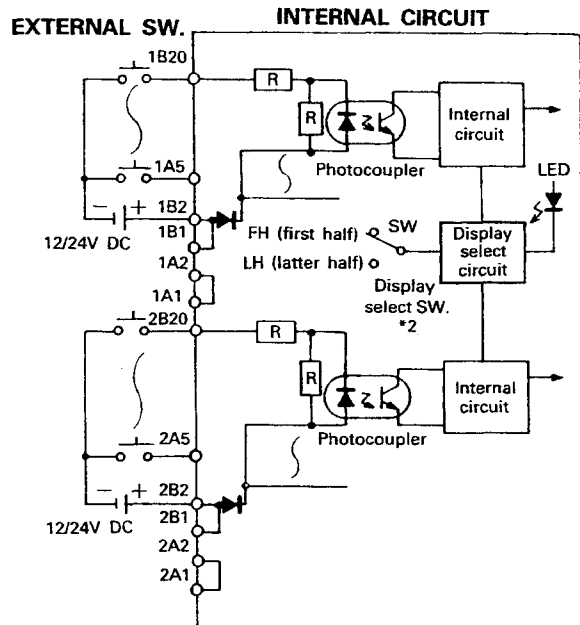 EXTERNAL SW.
INTERNAL CIRCUIT
1B20
R
R
Internal
circuit
Photocoupler
1A5
LED
− +
1B2
12/24V DC
1B1
FH (first half)
SW
LH (latter half)
Display
select
circuit
1A2
1A1
Display
select SW.
*2
2B20
R
R
Internal
circuit
Photocoupler
2A5
− +
2B2
12/24V DC
2B1
2A2
2A1